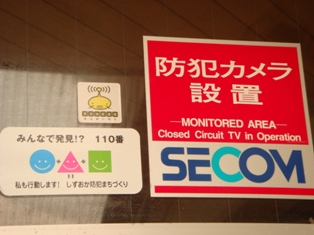 防犯カメラ
設置
MONITORED AREA
Closed Circuit TV in Operation
SECOM
みんなで発見!? 110番
私も行動します! しずおか防犯まちづくり